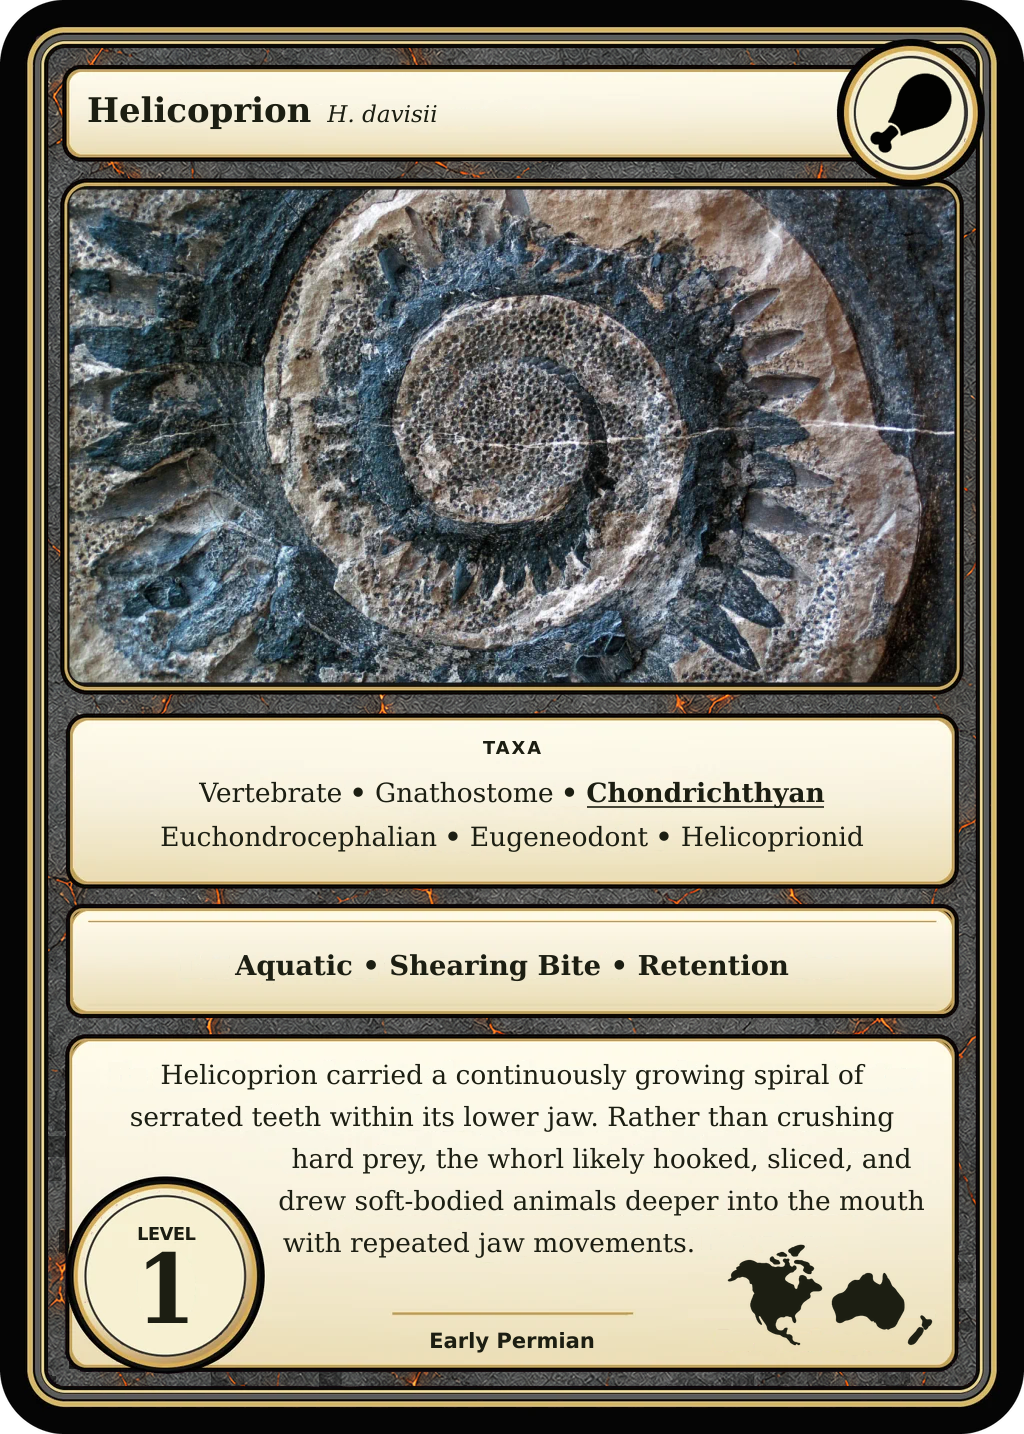 Helicoprion H. davisii
TAXA
Vertebrate • Gnathostome • Chondrichthyan
Euchondrocephalian • Eugeneodont • Helicoprionid
Aquatic • Shearing Bite • Retention
Helicoprion carried a continuously growing spiral of
serrated teeth within its lower jaw. Rather than crushing
hard prey, the whorl likely hooked, sliced, and
drew soft-bodied animals deeper into the mouth
with repeated jaw movements.
LEVEL
1
Early Permian